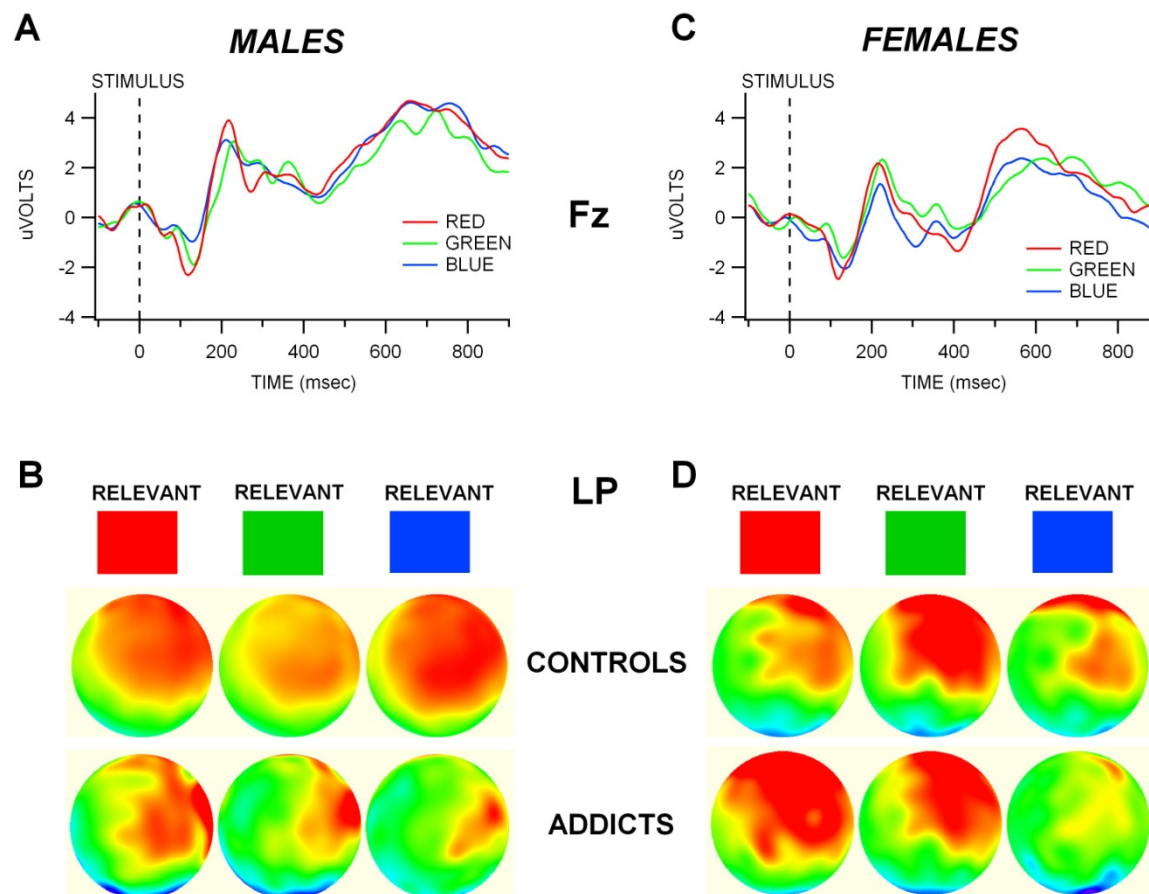 A
MALES
STIMULUS
4
2
0
-2
-4
uVOLTS
RED
GREEN
BLUE
0 200 400 600 800
TIME (msec)
Fz
C
FEMALES
STIMULUS
4
2
0
-2
-4
uVOLTS
RED
GREEN
BLUE
0 200 400 600 800
TIME (msec)
B
RELEVANT RELEVANT RELEVANT
LP
D
RELEVANT RELEVANT RELEVANT
CONTROLS
ADDICTS